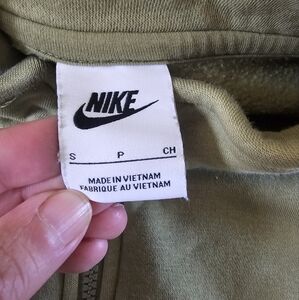 NIKE
S P CH
MADE IN VIETNAM
FABRIQUE AU VIETNAM